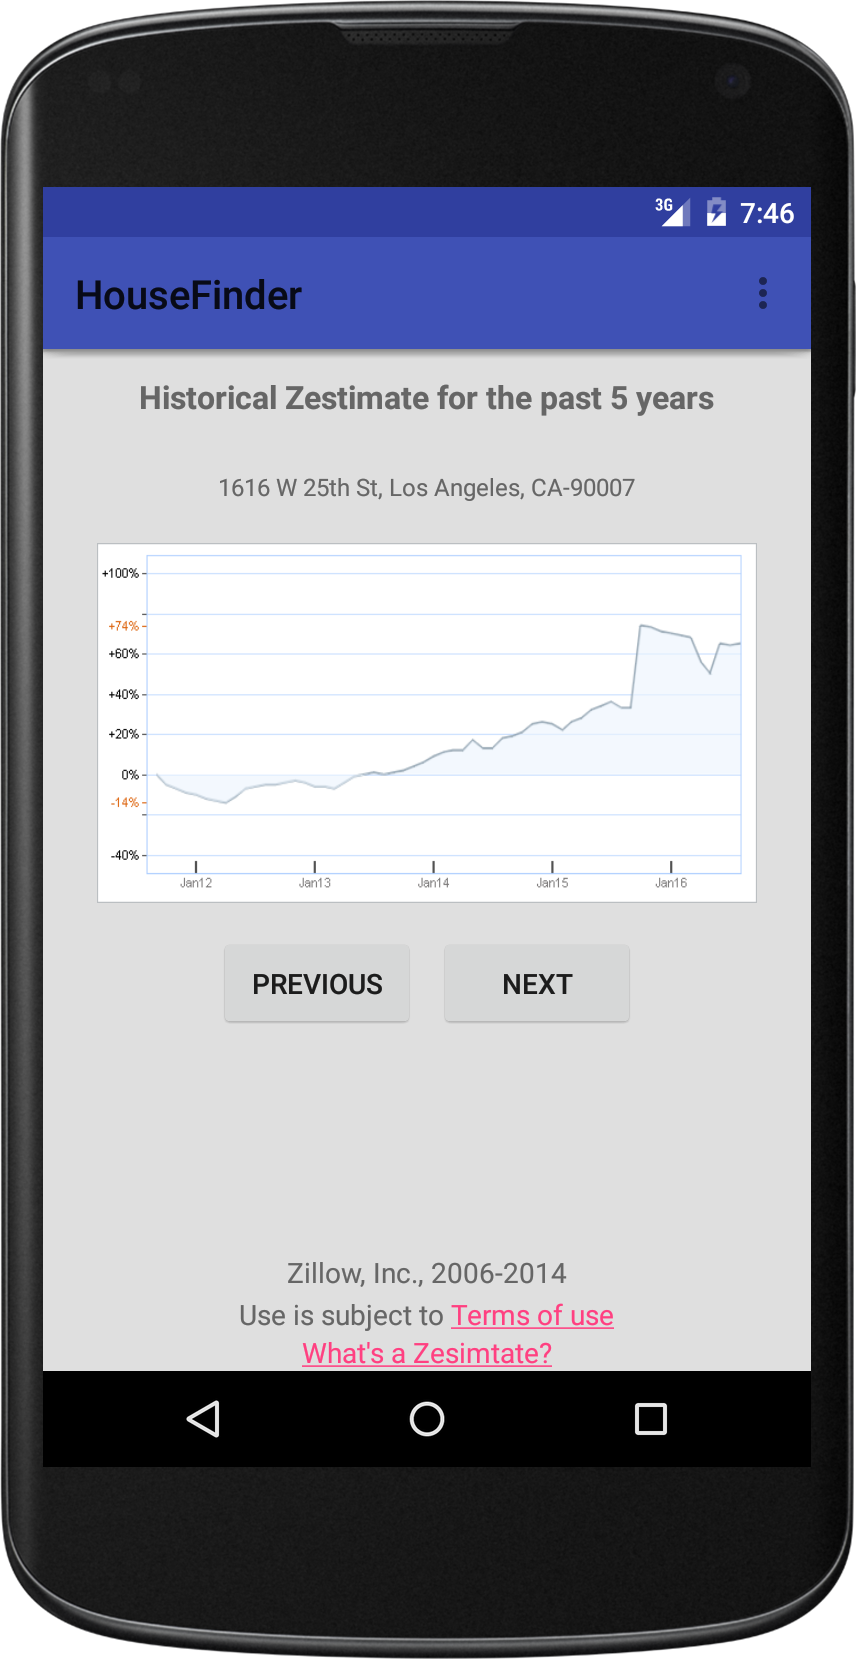 3G 7:46
HouseFinder
Historical Zestimate for the past 5 years
1616 W 25th St, Los Angeles, CA-90007
+100%
+74%
+60%
+40%
+20%
0%
-14%
-40%
Jan12 Jan13 Jan14 Jan15 Jan16
PREVIOUS NEXT
Zillow, Inc., 2006-2014
Use is subject to Terms of use
What's a Zesimtate?